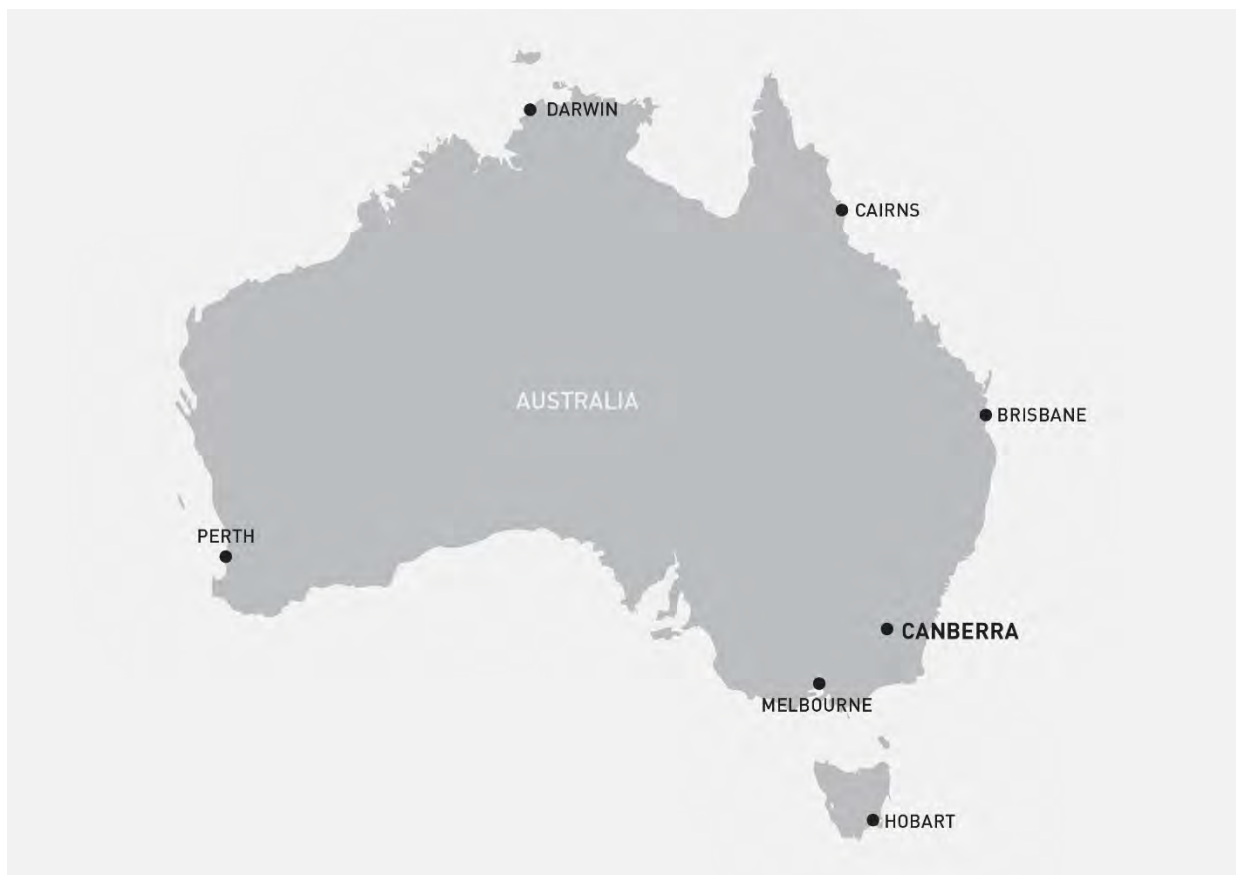 DARWIN
CAIRNS
AUSTRALIA
BRISBANE
PERTH
CANBERRA
MELBOURNE
HOBART